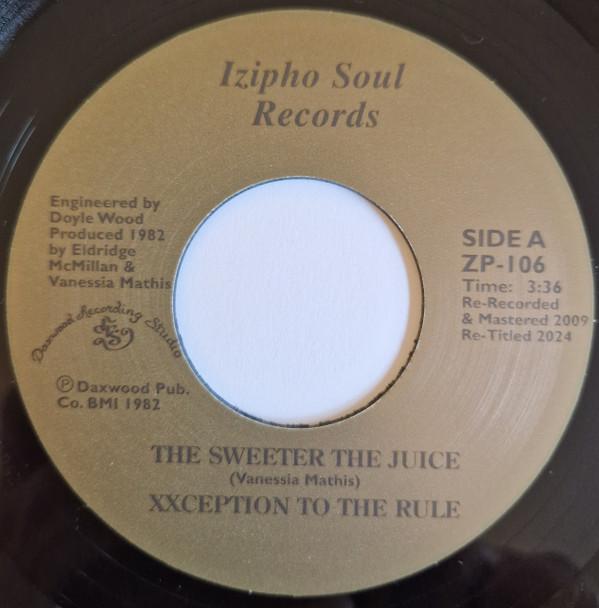 Izipho Soul
Records
Engineered by
Doyle Wood
Produced 1982
by Eldridge
McMillan &
Vanessia Mathis
Daxwood Recording Studio
Ⓟ Daxwood Pub.
Co. BMI 1982
SIDE A
ZP-106
Time: 3:36
Re-Recorded
& Mastered 2009
Re-Titled 2024
THE SWEETER THE JUICE
(Vanessia Mathis)
XXCEPTION TO THE RULE